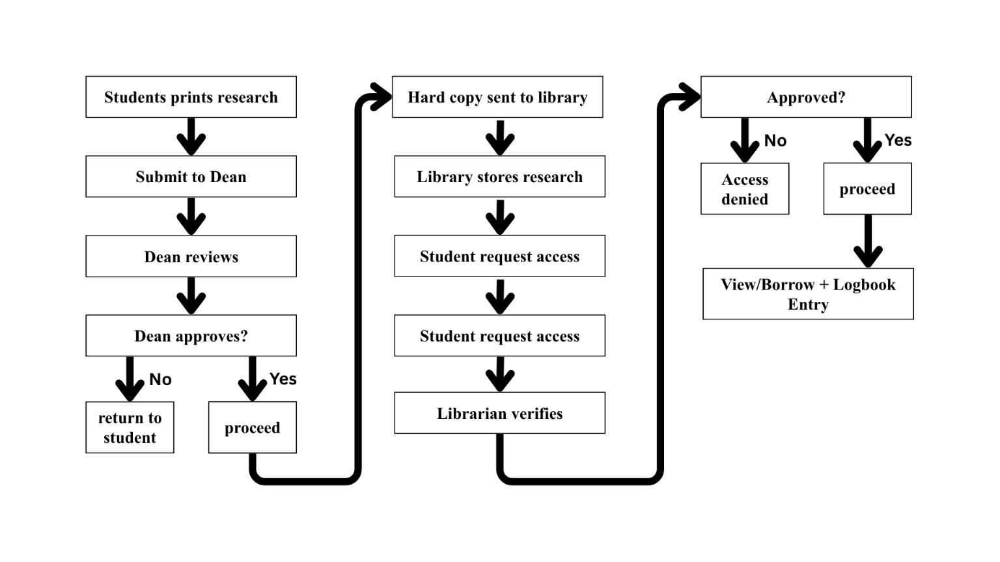 Students prints research
Submit to Dean
Dean reviews
Dean approves?
No
Yes
return to
student
proceed
Hard copy sent to library
Library stores research
Student request access
Student request access
Librarian verifies
Approved?
No
Yes
Access
denied
proceed
View/Borrow + Logbook
Entry